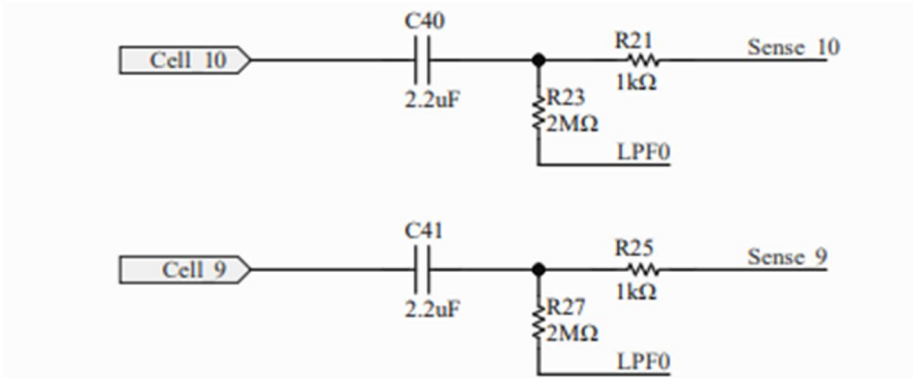 C40
Cell 10
R21
Sense 10
1kΩ
2.2uF
R23
2MΩ
LPF0
C41
Cell 9
R25
Sense 9
1kΩ
2.2uF
R27
2MΩ
LPF0